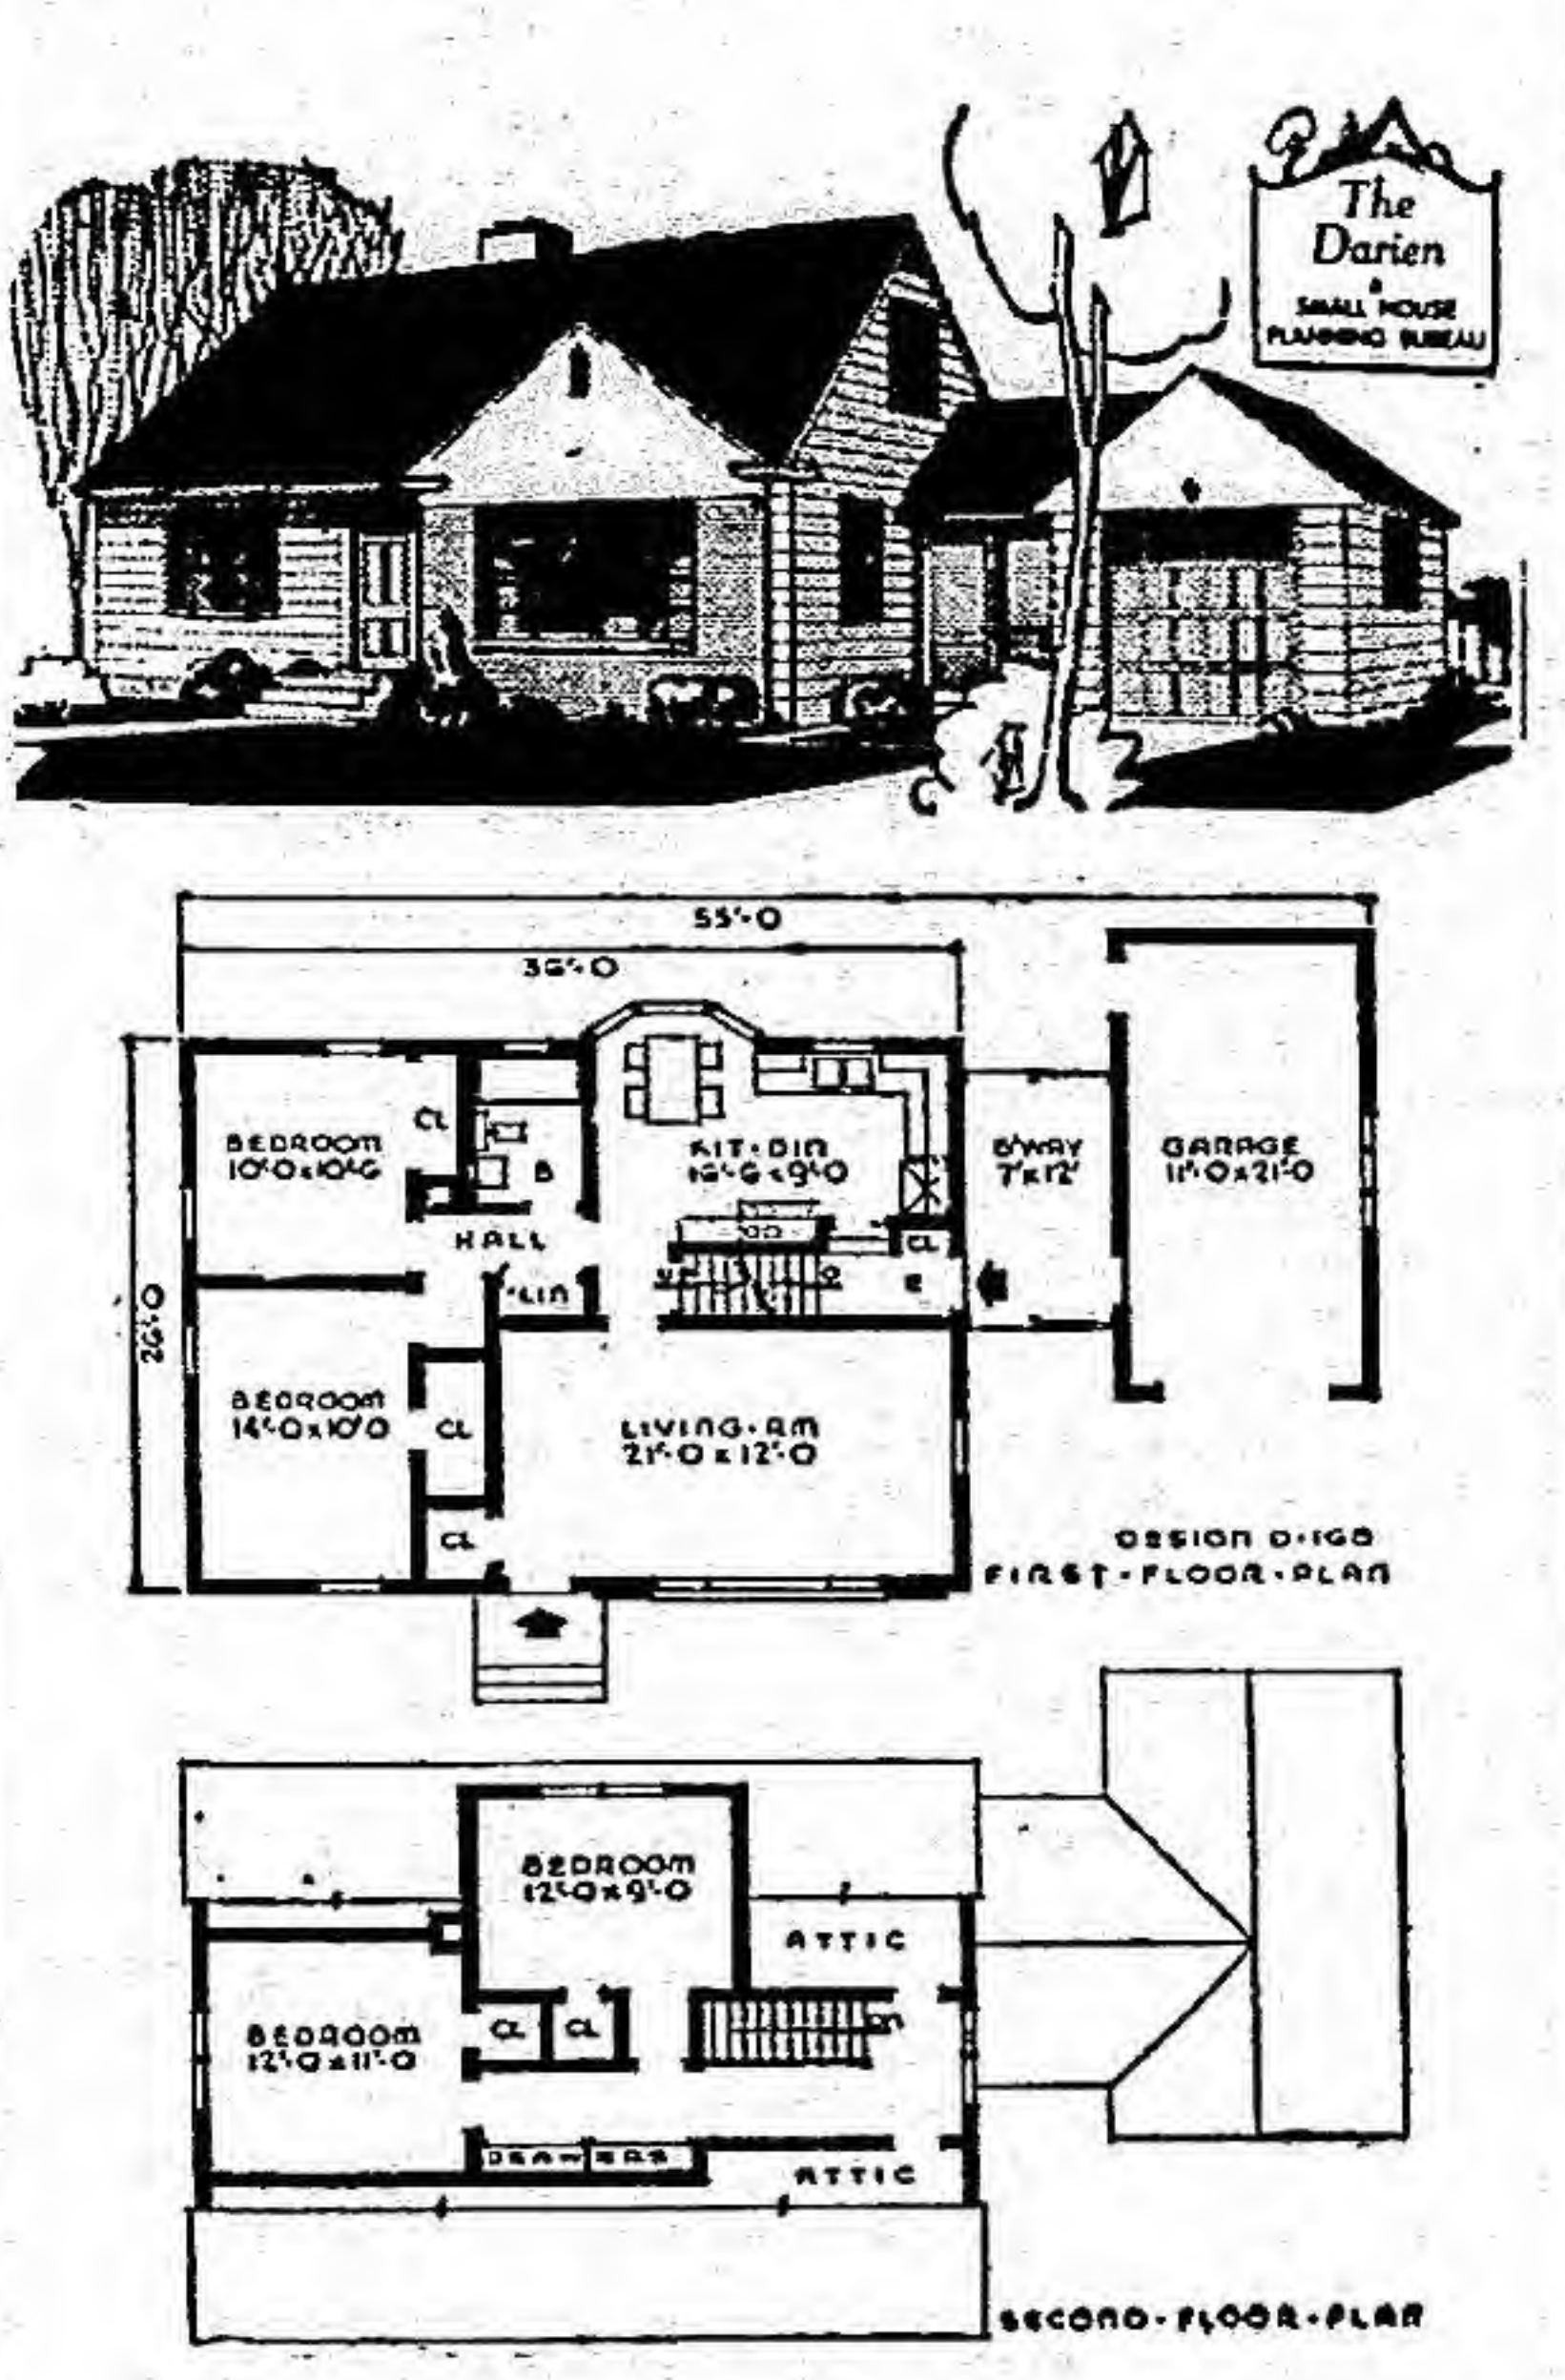 The
Darien
A
SMALL HOUSE
PLANNING BUREAU
55'-0
36'-0
26'-0
BEDROOM
10'-0x10'-6
CL
B
KIT-DIN
16'-6x9'-0
B'WAY
7'x12'
GARAGE
11'-0x21'-0
HALL
LIN
CL
E
BEDROOM
14'-0x10'0
CL
LIVING-RM
21'-0x12'-0
CL
FIRST-FLOOR-PLAN
BEDROOM
12'-0x9'-0
ATTIC
BEDROOM
12'-0x11'-0
CL
CL
DN
DRAWERS
ATTIC
SECOND-FLOOR-PLAN